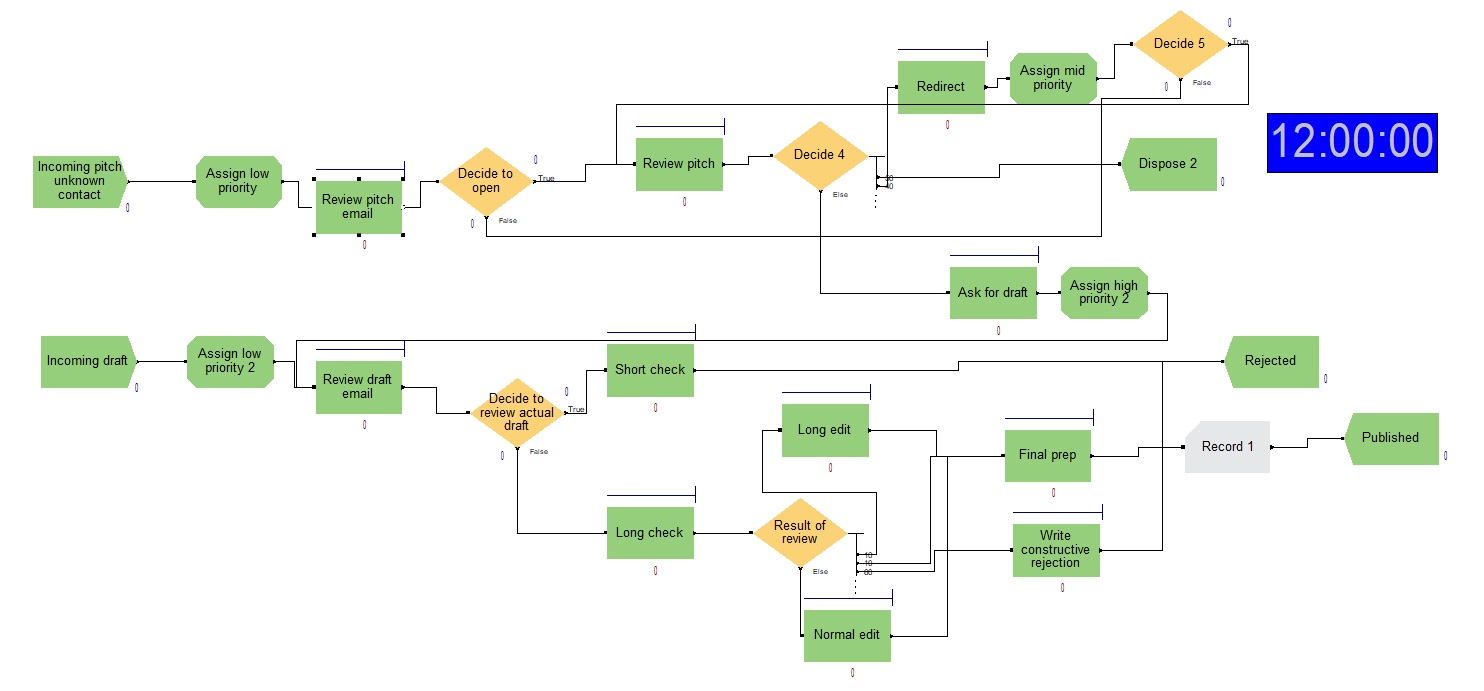 Decide 5
0
True
Redirect
Assign mid
priority
0
False
0
12:00:00
Incoming pitch
unknown
contact
0
Assign low
priority
Review pitch
email
0
Decide to
open
0
True
0
False
Review pitch
0
Decide 4
Else
40
Dispose 2
0
Ask for draft
0
Assign high
priority 2
Incoming draft
0
Assign low
priority 2
Review draft
email
0
Decide to
review actual
draft
0
True
0
False
Short check
0
Rejected
0
Long edit
0
Final prep
0
Record 1
Published
0
Long check
0
Result of
review
10
10
60
Else
Write
constructive
rejection
0
Normal edit
0